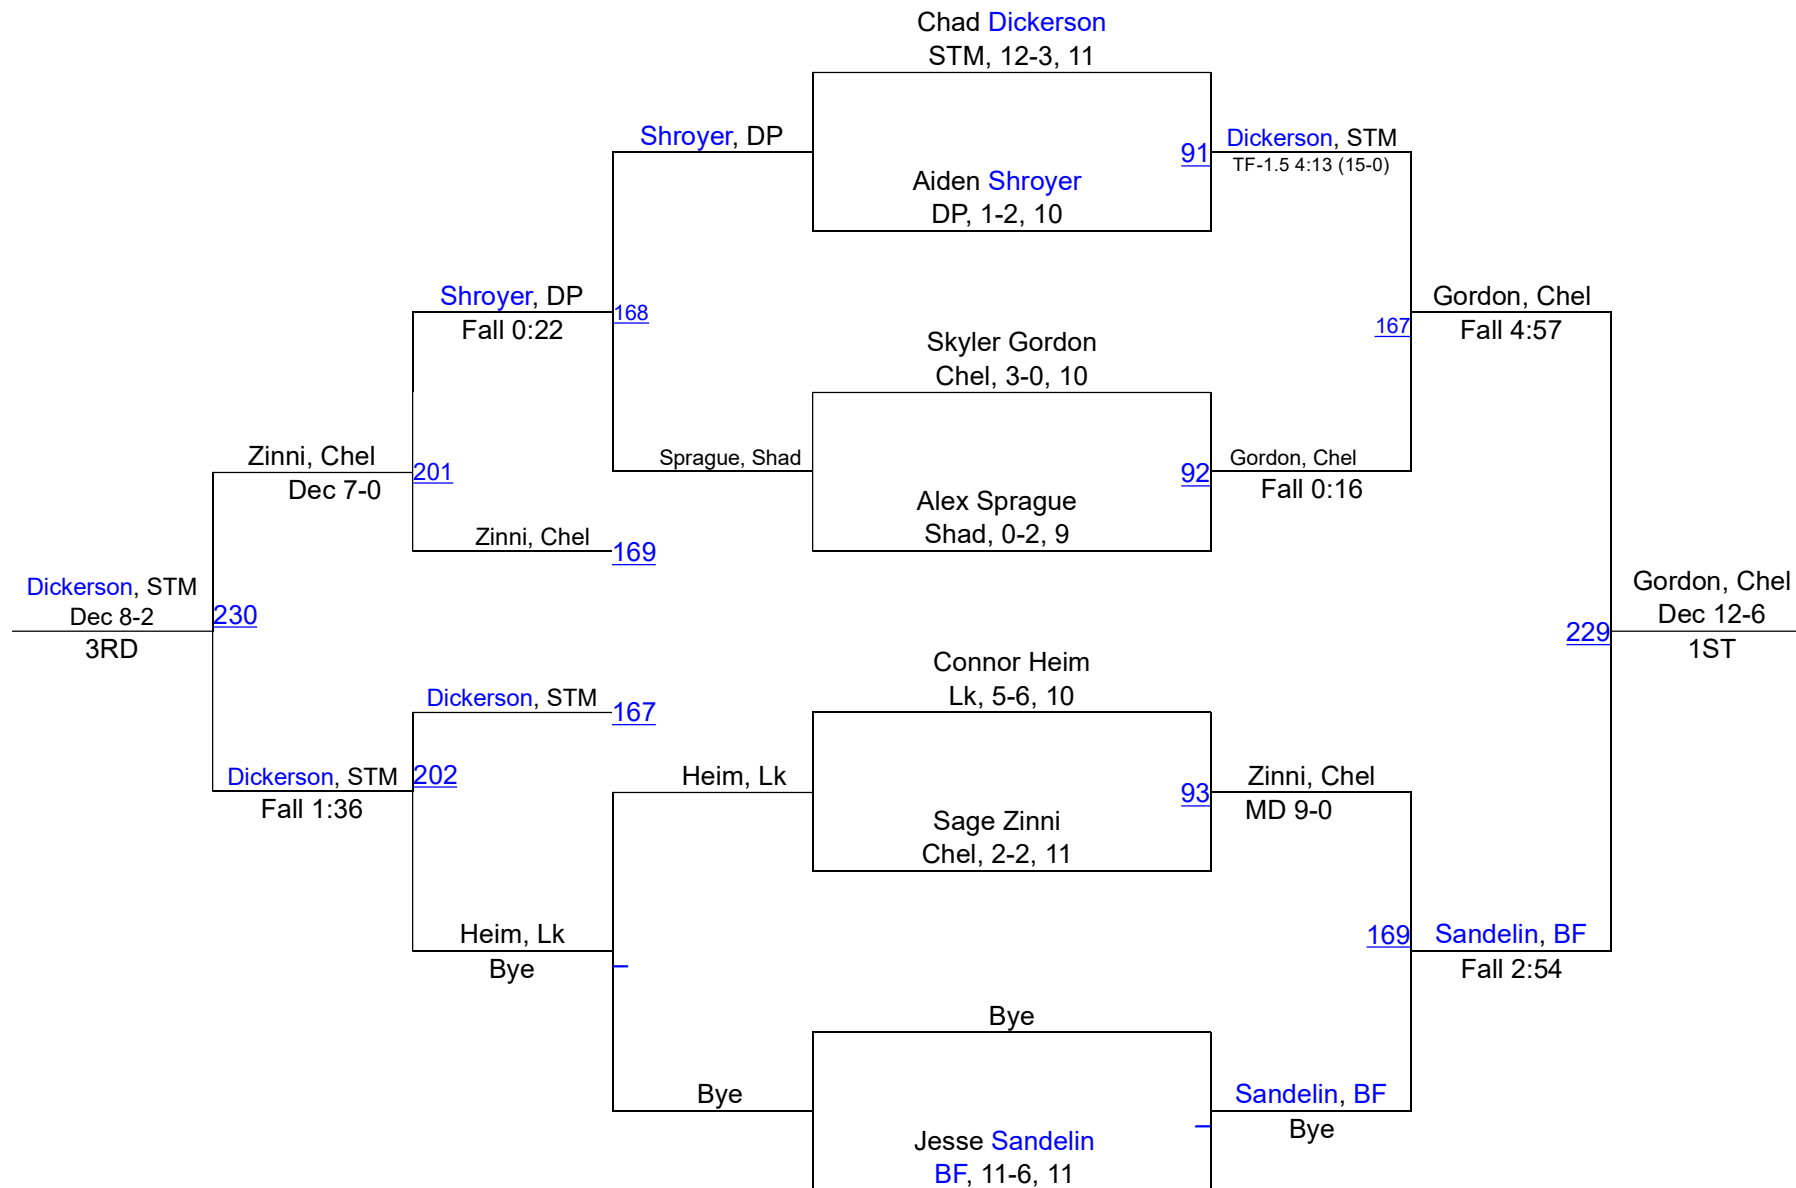 Chad Dickerson
STM, 12-3, 11
Shroyer, DP
91
Dickerson, STM
TF-1.5 4:13 (15-0)
Aiden Shroyer
DP, 1-2, 10
Shroyer, DP
Fall 0:22
168
Gordon, Chel
Fall 4:57
167
Skyler Gordon
Chel, 3-0, 10
Zinni, Chel
Dec 7-0
201
Sprague, Shad
92
Gordon, Chel
Fall 0:16
Alex Sprague
Shad, 0-2, 9
Zinni, Chel
169
Dickerson, STM
Dec 8-2
3RD
230
Gordon, Chel
Dec 12-6
1ST
229
Connor Heim
Lk, 5-6, 10
Dickerson, STM
167
Dickerson, STM
Fall 1:36
202
Heim, Lk
93
Zinni, Chel
MD 9-0
Sage Zinni
Chel, 2-2, 11
Heim, Lk
Bye
169
Sandelin, BF
Fall 2:54
Bye
Bye
Sandelin, BF
Bye
Jesse Sandelin
BF, 11-6, 11